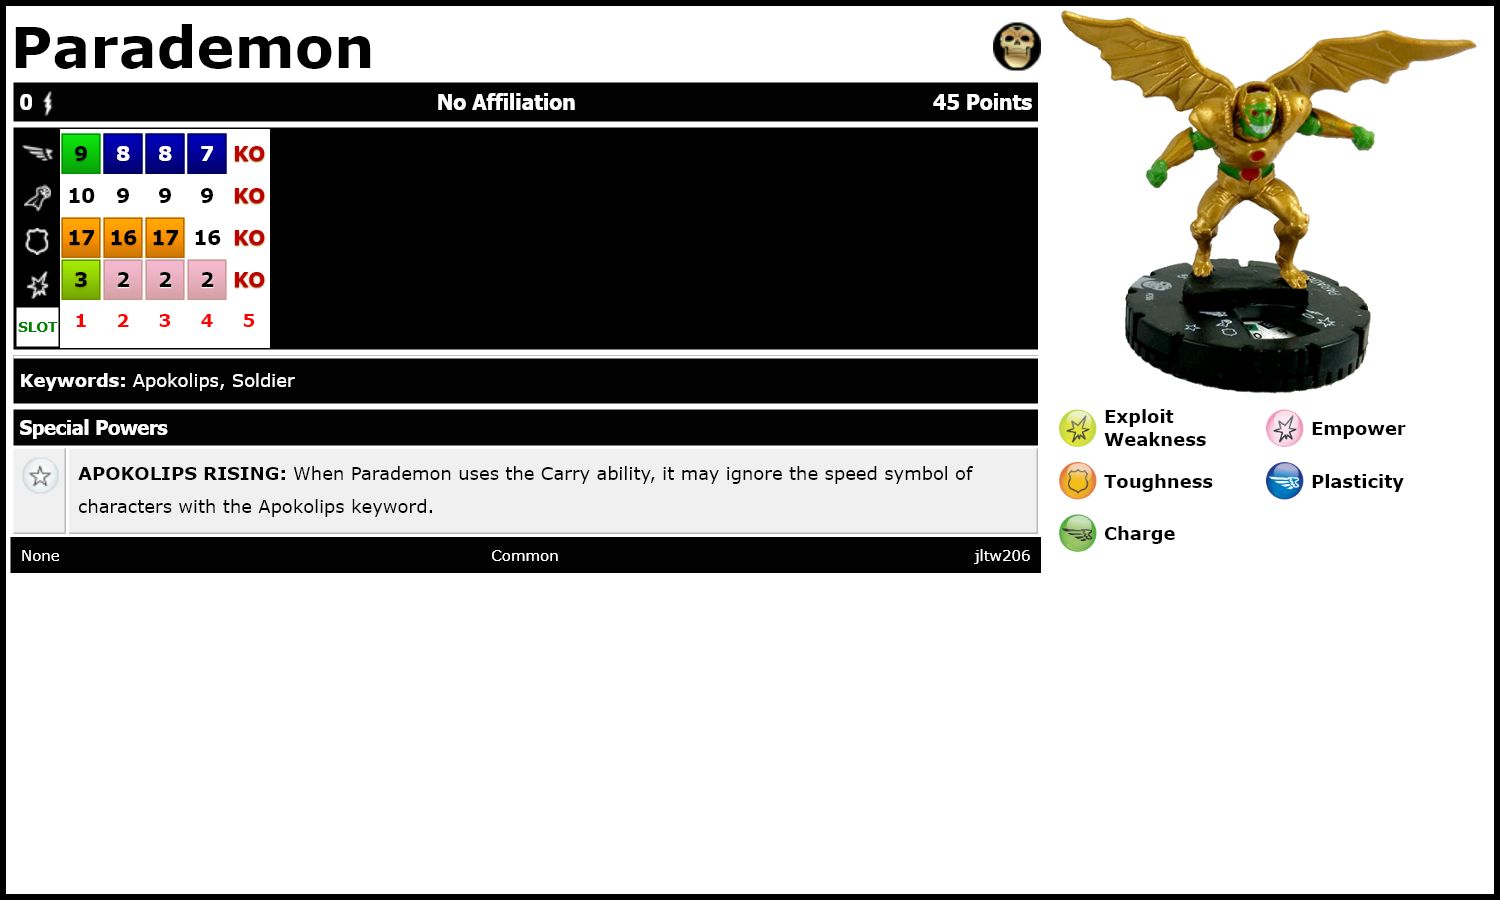 Parademon
0 No Affiliation 45 Points
9 8 8 7 KO
10 9 9 9 KO
17 16 17 16 KO
3 2 2 2 KO
SLOT 1 2 3 4 5
Keywords: Apokolips, Soldier
Special Powers
APOKOLIPS RISING: When Parademon uses the Carry ability, it may ignore the speed symbol of
characters with the Apokolips keyword.
None Common jltw206
Exploit
Weakness
Empower
Toughness
Plasticity
Charge